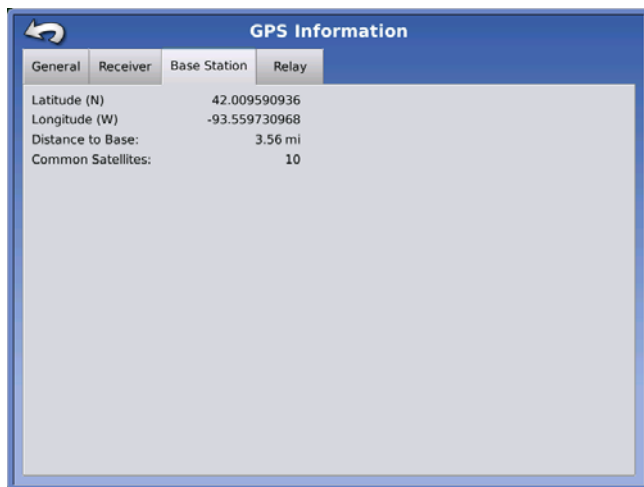 GPS Information
General Receiver Base Station Relay
Latitude (N) 42.009590936
Longitude (W) -93.559730968
Distance to Base: 3.56 mi
Common Satellites: 10